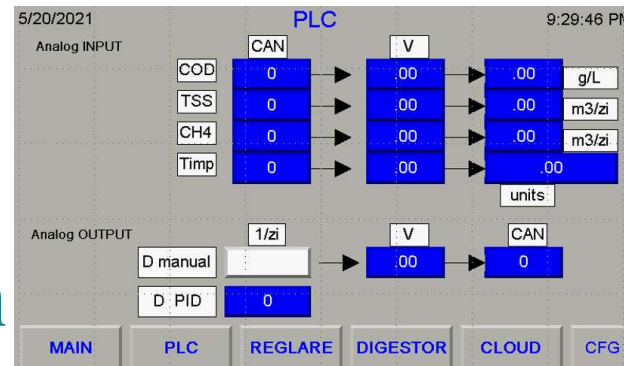 5/20/2021 PLC 9:29:46 PM
Analog INPUT CAN V
COD 0 .00 .00 g/L
TSS 0 .00 .00 m3/zi
CH4 0 .00 .00 m3/zi
Timp 0 .00 .00
units
Analog OUTPUT 1/zi V CAN
D manual .00 0
D PID 0
MAIN PLC REGLARE DIGESTOR CLOUD CFG